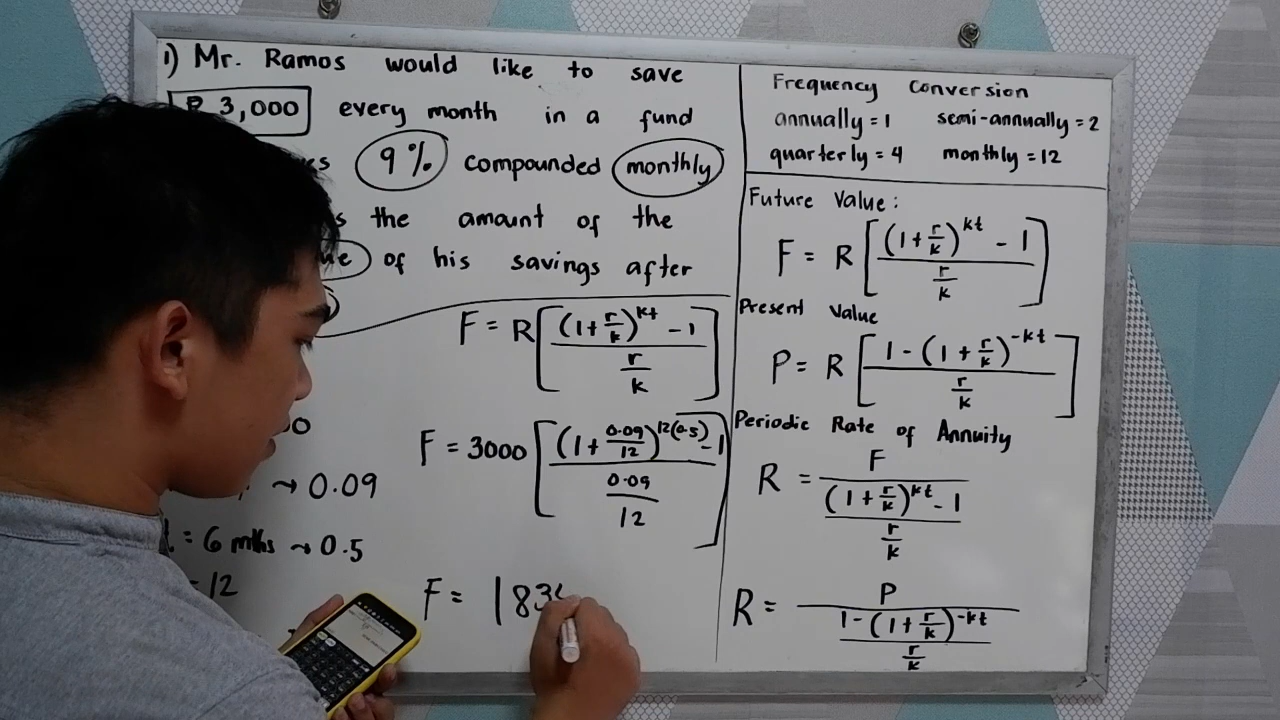 1) Mr. Ramos would like to save
₱ 3,000 every month in a fund
9% compounded monthly
the amount of the
of his savings after
F = R[((1+r/k)^kt - 1)/(r/k)]
→ 0.09
F = 3000[((1+0.09/12)^12(0.5) - 1)/(0.09/12)]
= 6 mths → 0.5
= 12
F = 183
Frequency Conversion
annually = 1 semi-annually = 2
quarterly = 4 monthly = 12
Future Value:
F = R[((1+r/k)^kt - 1)/(r/k)]
Present Value
P = R[(1-(1+r/k)^-kt)/(r/k)]
Periodic Rate of Annuity
R = F/(((1+r/k)^kt - 1)/(r/k))
R = P/((1-(1+r/k)^-kt)/(r/k))